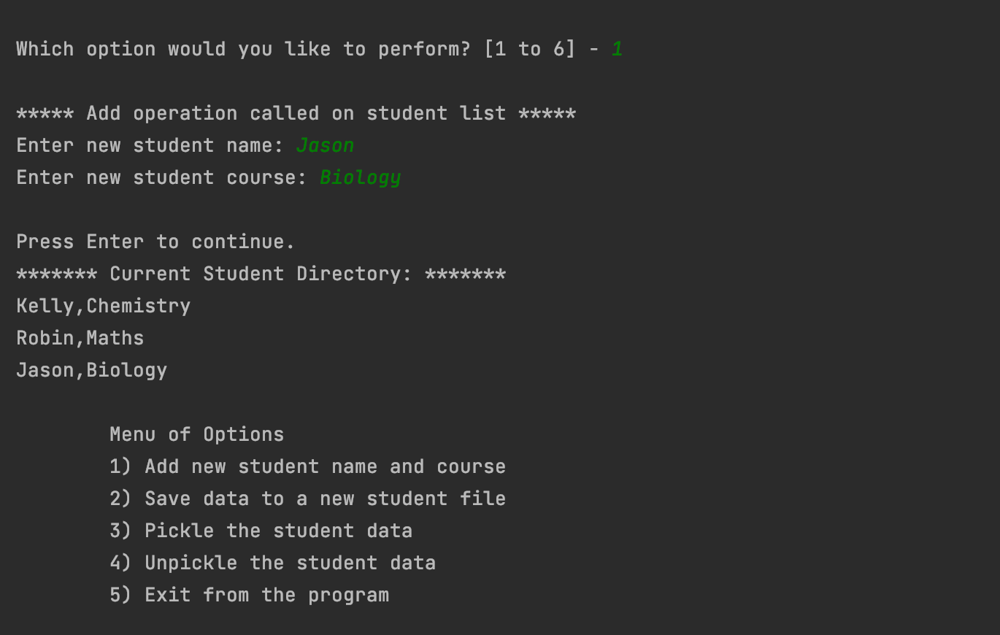 Which option would you like to perform? [1 to 6] - 1
***** Add operation called on student list *****
Enter new student name: Jason
Enter new student course: Biology
Press Enter to continue.
******* Current Student Directory: *******
Kelly,Chemistry
Robin,Maths
Jason,Biology
Menu of Options
1) Add new student name and course
2) Save data to a new student file
3) Pickle the student data
4) Unpickle the student data
5) Exit from the program